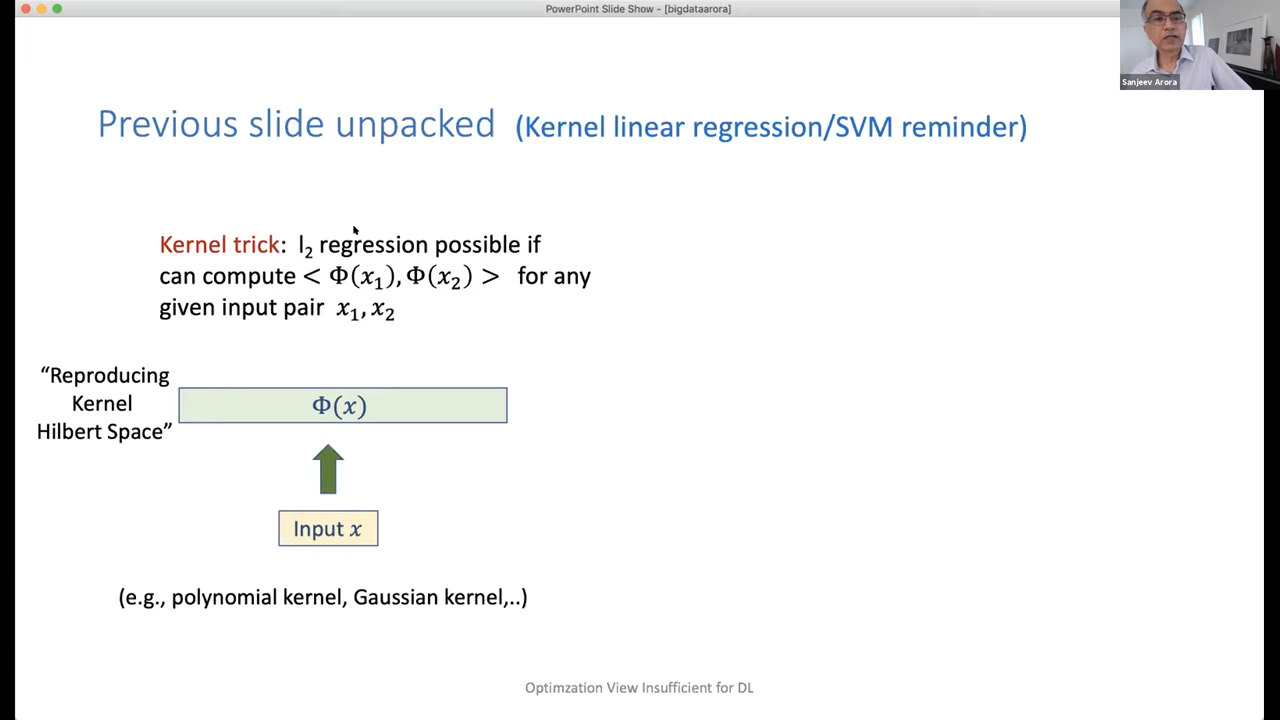 PowerPoint Slide Show - [bigdataarora]
Sanjeev Arora
Previous slide unpacked (Kernel linear regression/SVM reminder)
Kernel trick: l₂ regression possible if
can compute < Φ(x₁), Φ(x₂) > for any
given input pair x₁, x₂
“Reproducing
Kernel
Hilbert Space”
Φ(x)
Input x
(e.g., polynomial kernel, Gaussian kernel,..)
Optimzation View Insufficient for DL